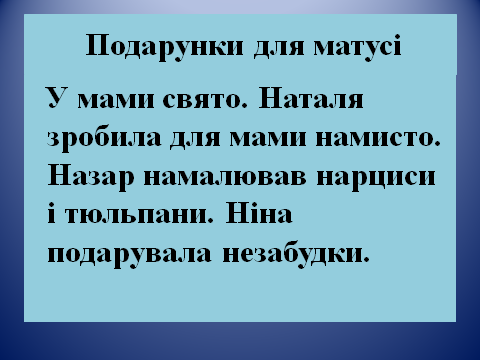 Подарунки для матусі
У мами свято. Наталя
зробила для мами намисто.
Назар намалював нарциси
і тюльпани. Ніна
подарувала незабудки.